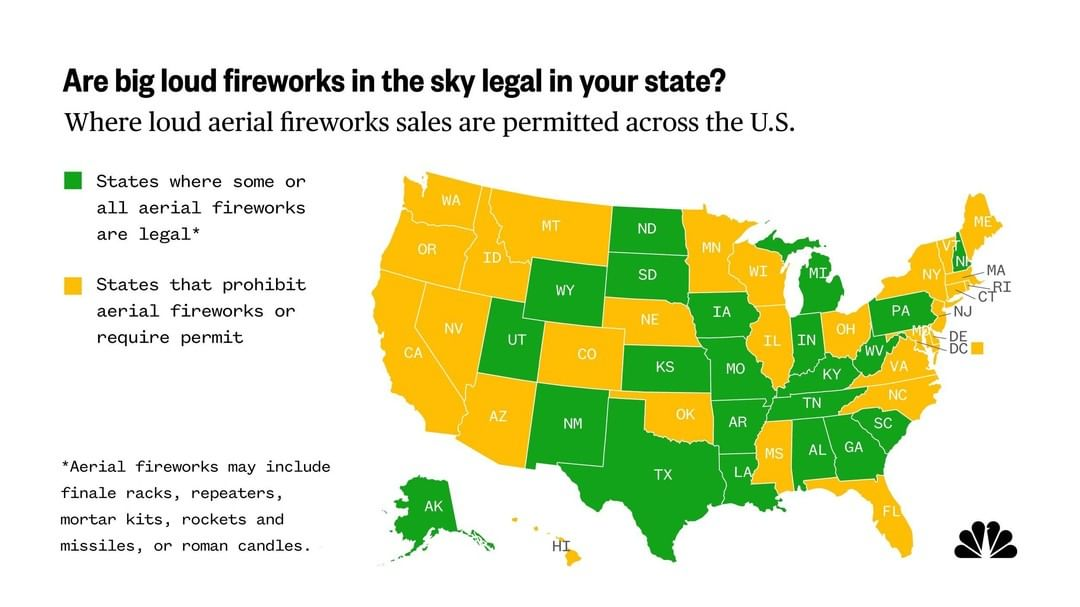 Are big loud fireworks in the sky legal in your state?
Where loud aerial fireworks sales are permitted across the U.S.
States where some or
all aerial fireworks
are legal*
States that prohibit
aerial fireworks or
require permit
*Aerial fireworks may include
finale racks, repeaters,
mortar kits, rockets and
missiles, or roman candles.
WA
MT
ND
MN
ME
VT
NH
OR
ID
SD
WI
MI
NY
MA
RI
CT
WY
IA
PA
NJ
NE
NV
UT
CO
IL
IN
OH
MD
DE
DC
CA
KS
MO
KY
WV
VA
AZ
NM
OK
AR
TN
NC
SC
MS
AL
GA
TX
LA
FL
AK
HI